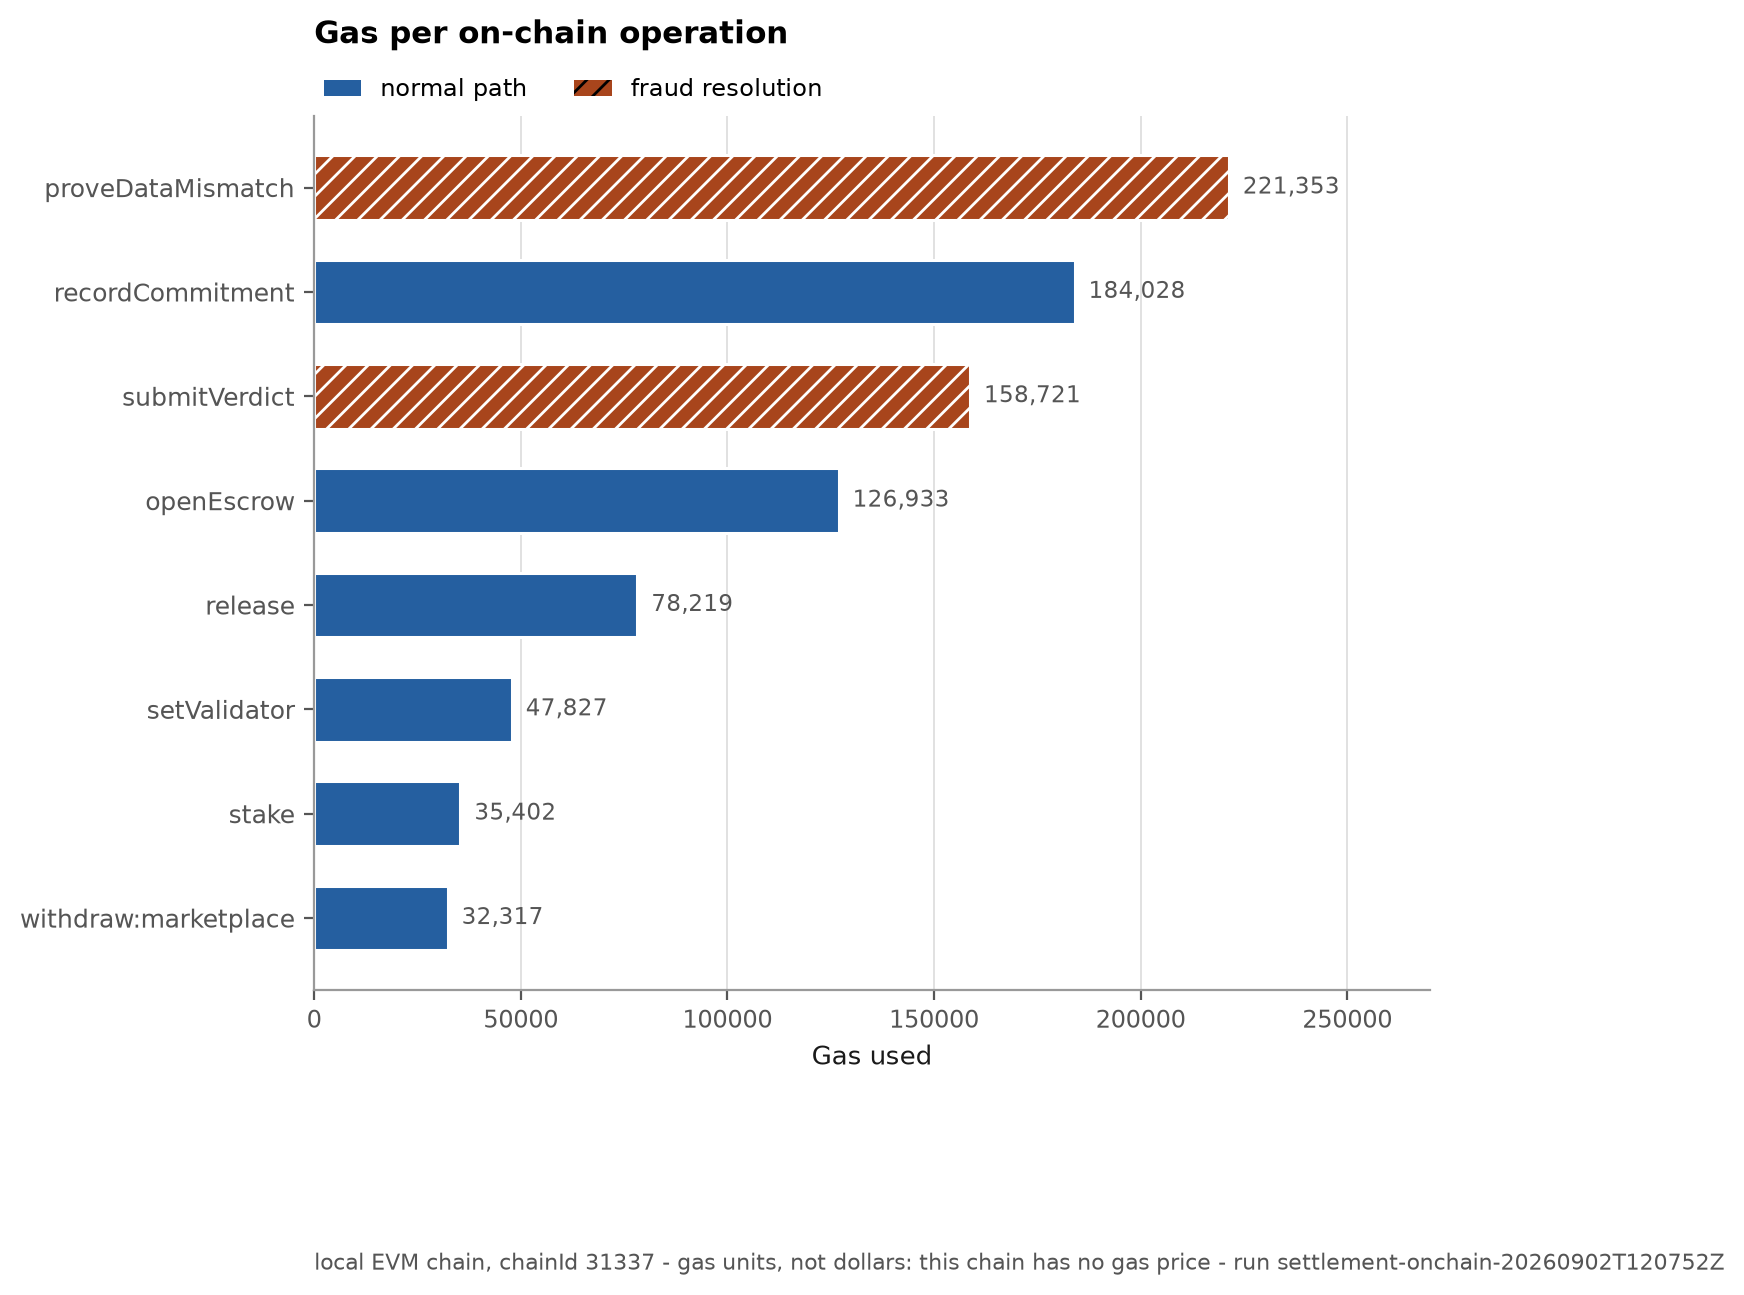 Gas per on-chain operation
normal path
fraud resolution
proveDataMismatch 221,353
recordCommitment 184,028
submitVerdict 158,721
openEscrow 126,933
release 78,219
setValidator 47,827
stake 35,402
withdraw:marketplace 32,317
0 50000 100000 150000 200000 250000
Gas used
local EVM chain, chainId 31337 - gas units, not dollars: this chain has no gas price - run settlement-onchain-20260902T120752Z